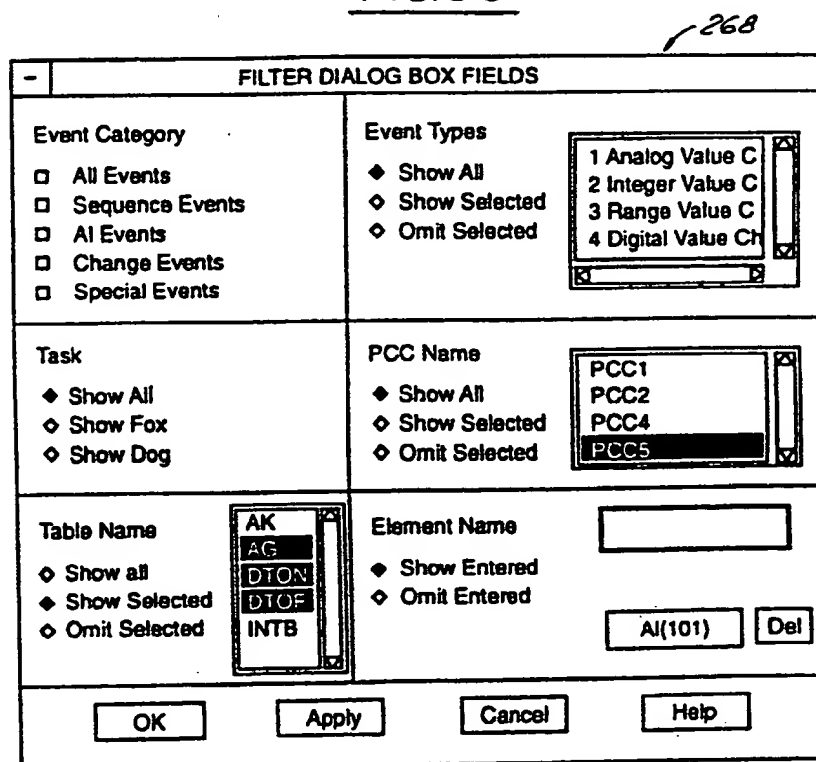 268
FILTER DIALOG BOX FIELDS
Event Category
All Events
Sequence Events
AI Events
Change Events
Special Events
Event Types
Show All
Show Selected
Omit Selected
1 Analog Value C
2 Integer Value C
3 Range Value C
4 Digital Value Ch
Task
Show All
Show Fox
Show Dog
PCC Name
Show All
Show Selected
Omit Selected
PCC1
PCC2
PCC4
PCC5
Table Name
Show all
Show Selected
Omit Selected
AK
AG
DTON
DTOF
INTB
Element Name
Show Entered
Omit Entered
AI(101)
Del
OK
Apply
Cancel
Help